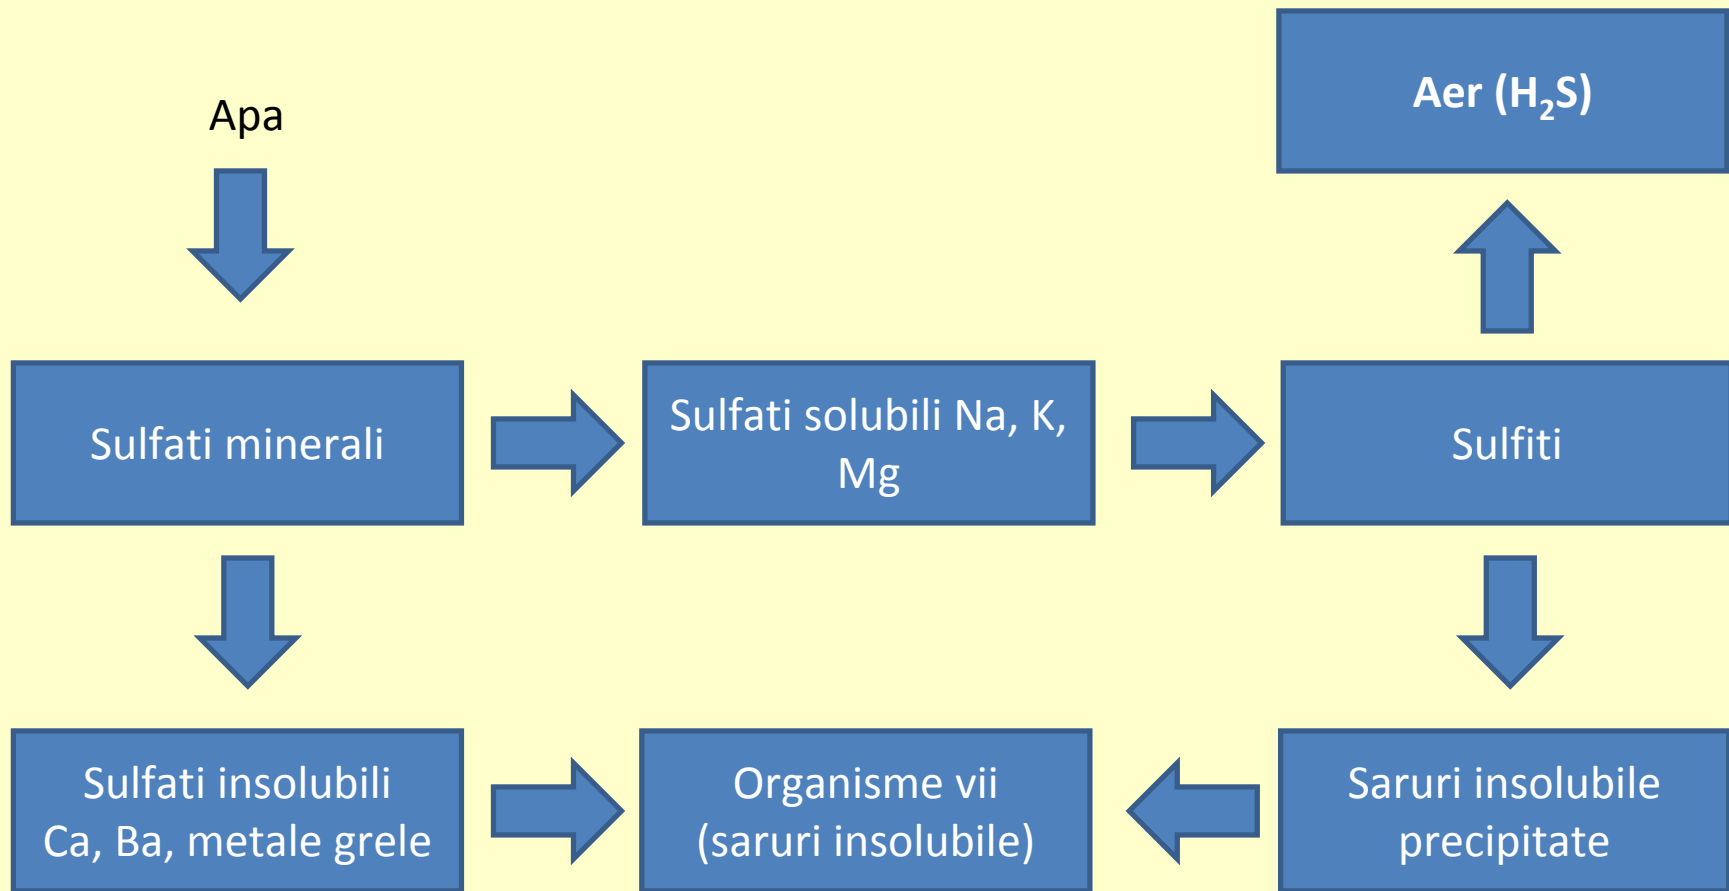 Aer (H₂S)
Apa
Sulfati minerali
Sulfati solubili Na, K,
Mg
Sulfiti
Sulfati insolubili
Ca, Ba, metale grele
Organisme vii
(saruri insolubile)
Saruri insolubile
precipitate